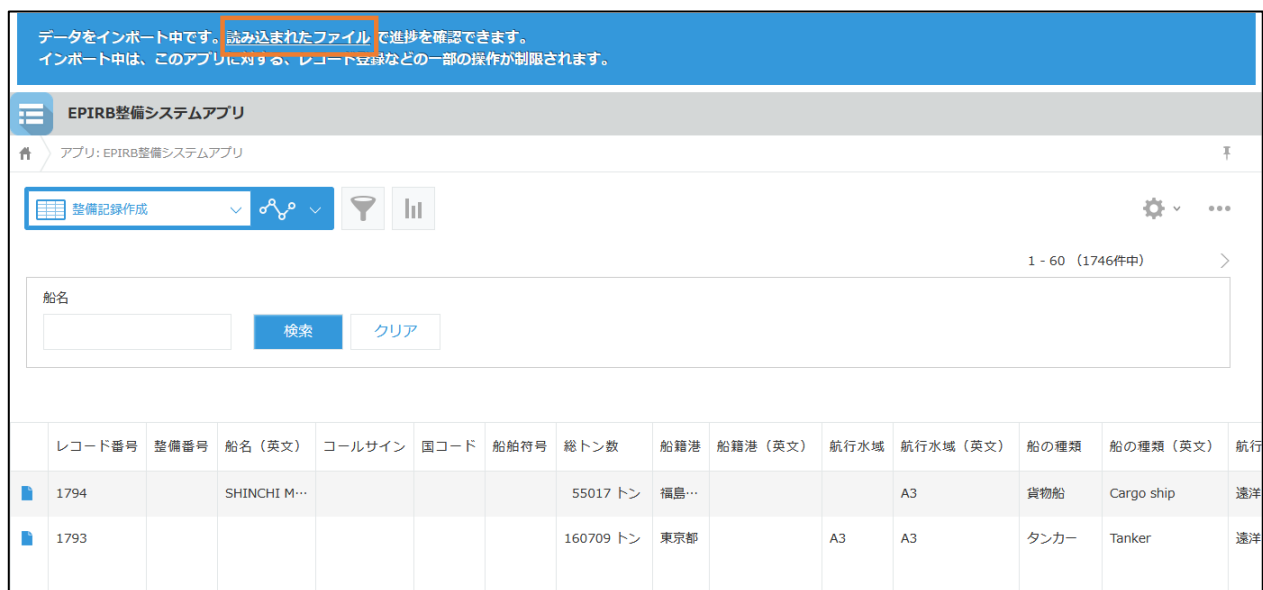 データをインポート中です。読み込まれたファイル で進捗を確認できます。
インポート中は、このアプリに対する、レコード登録などの一部の操作が制限されます。
EPIRB整備システムアプリ
アプリ: EPIRB整備システムアプリ
整備記録作成
1 - 60 （1746件中）
船名
検索 クリア
レコード番号 整備番号 船名（英文） コールサイン 国コード 船舶符号 総トン数 船籍港 船籍港（英文） 航行水域 航行水域（英文） 船の種類 船の種類（英文） 航行
1794 SHINCHI M… 55017 トン 福島… A3 貨物船 Cargo ship 遠洋
1793 160709 トン 東京都 A3 A3 タンカー Tanker 遠洋